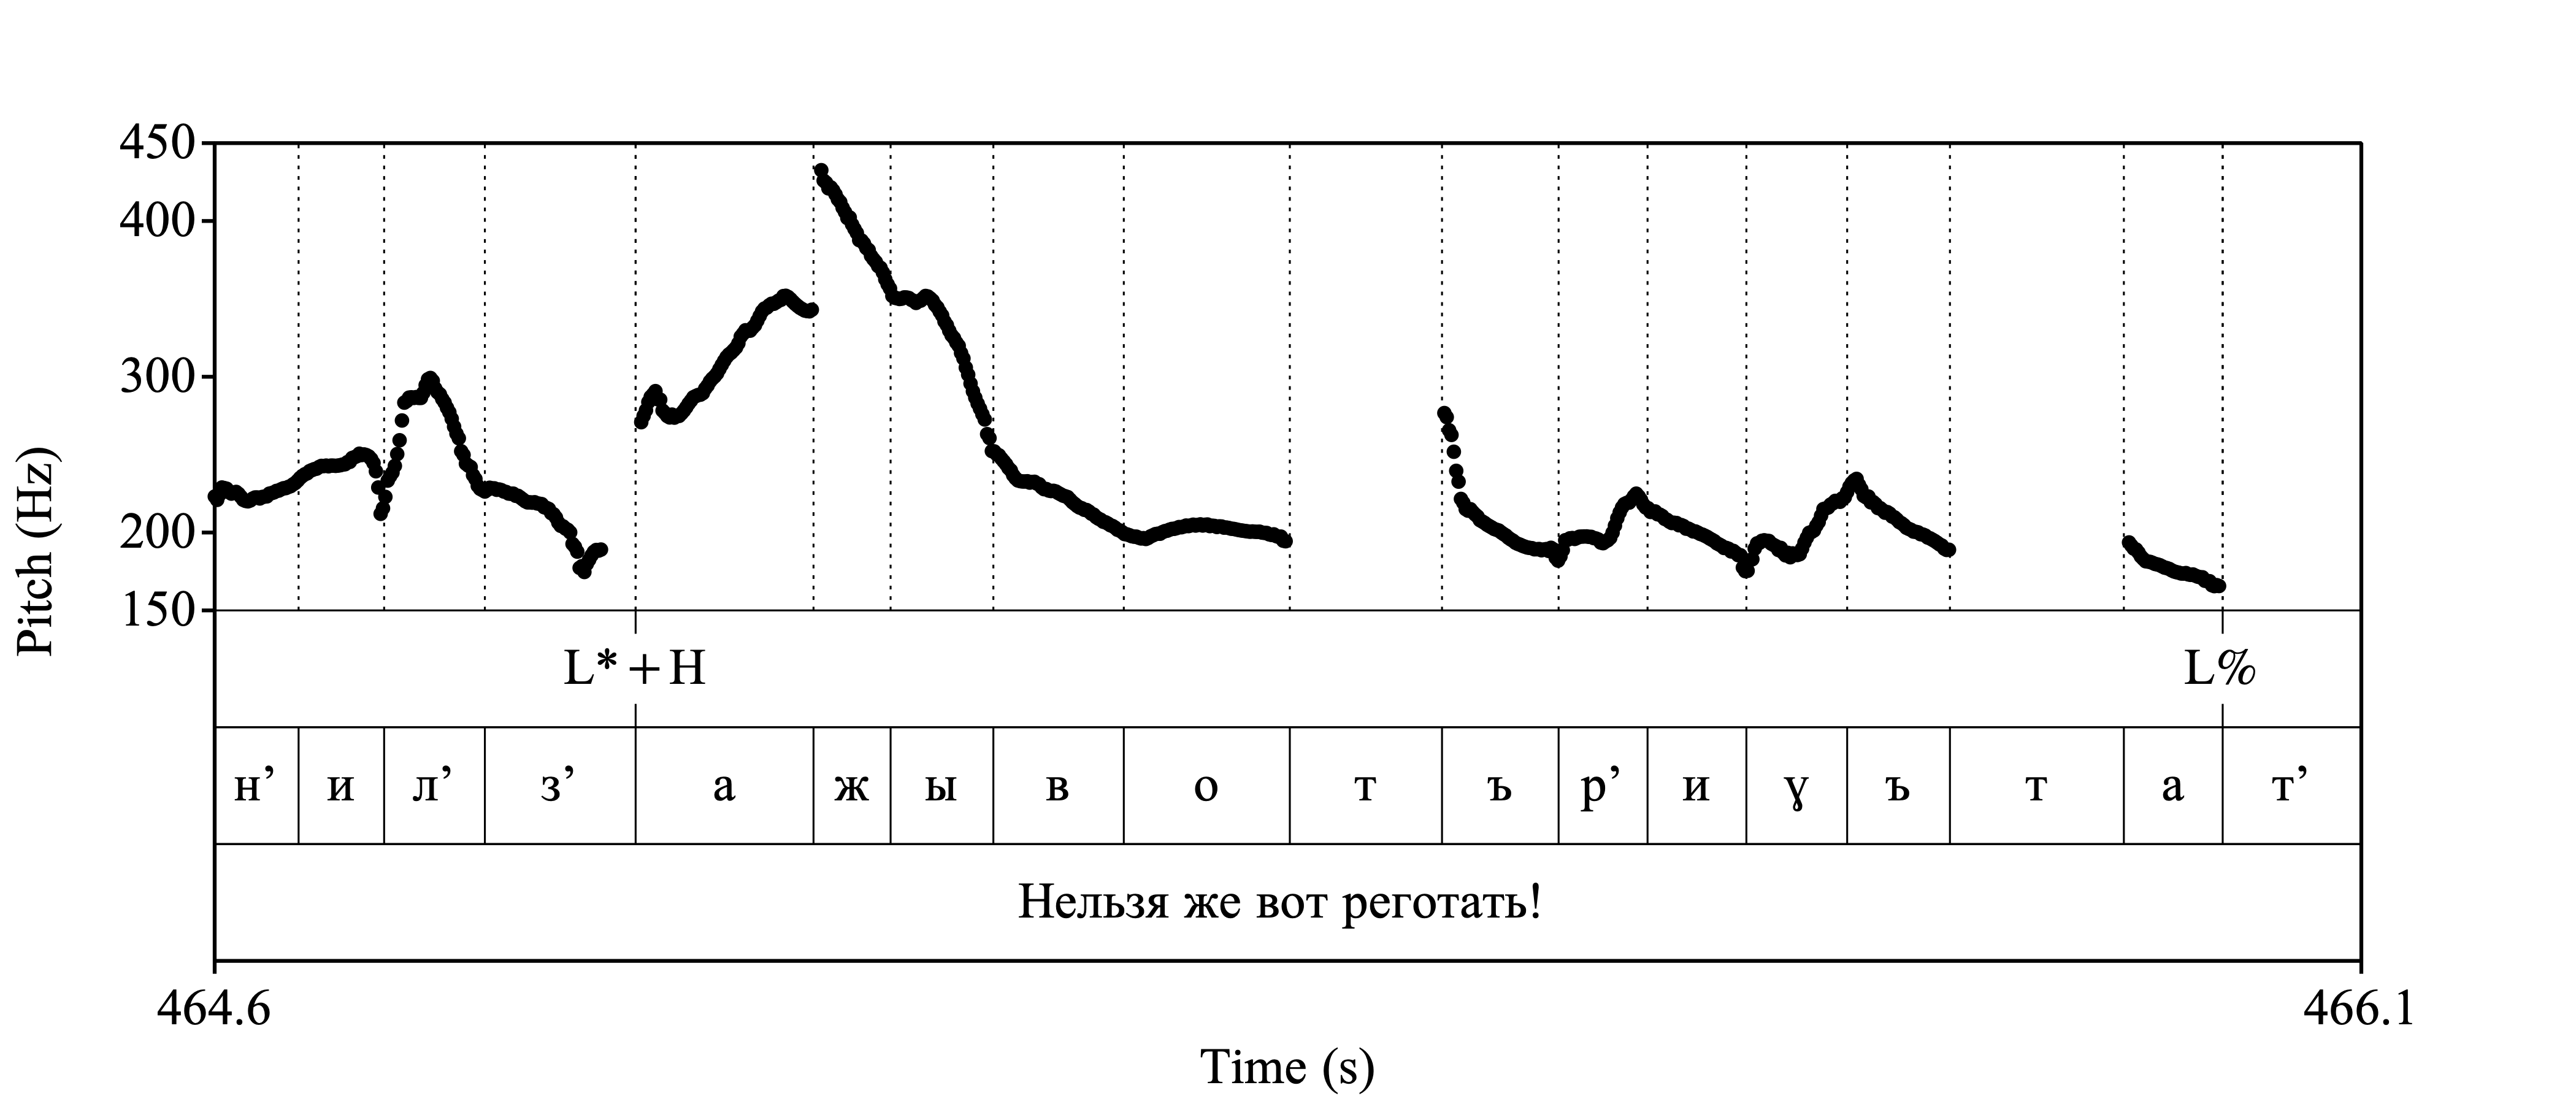 450
400
300
200
150
Pitch (Hz)
L* + H L%
н’ и л’ з’ а ж ы в о т ъ р’ и ɣ ъ т а т’
Нельзя же вот реготать!
464.6 466.1
Time (s)